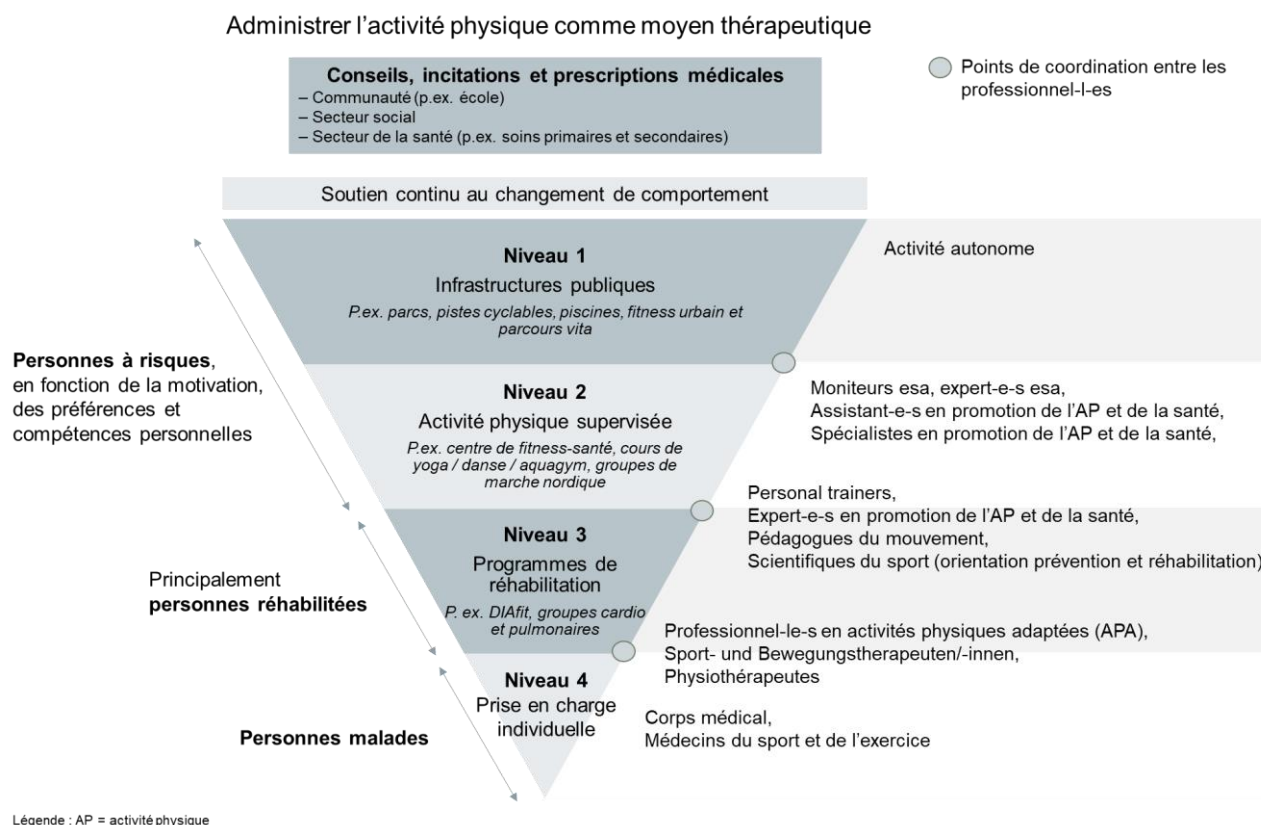 Administrer l’activité physique comme moyen thérapeutique
Conseils, incitations et prescriptions médicales
– Communauté (p.ex. école)
– Secteur social
– Secteur de la santé (p.ex. soins primaires et secondaires)
Points de coordination entre les
professionnel-l-es
Soutien continu au changement de comportement
Niveau 1
Infrastructures publiques
P.ex. parcs, pistes cyclables, piscines, fitness urbain et
parcours vita
Activité autonome
Personnes à risques,
en fonction de la motivation,
des préférences et
compétences personnelles
Niveau 2
Activité physique supervisée
P.ex. centre de fitness-santé, cours de
yoga / danse / aquagym, groupes de
marche nordique
Moniteurs esa, expert-e-s esa,
Assistant-e-s en promotion de l’AP et de la santé,
Spécialistes en promotion de l’AP et de la santé,
Personal trainers,
Expert-e-s en promotion de l’AP et de la santé,
Pédagogues du mouvement,
Scientifiques du sport (orientation prévention et réhabilitation)
Principalement
personnes réhabilitées
Niveau 3
Programmes de
réhabilitation
P. ex. DIAfit, groupes cardio
et pulmonaires
Professionnel-le-s en activités physiques adaptées (APA),
Sport- und Bewegungstherapeuten/-innen,
Physiothérapeutes
Personnes malades
Niveau 4
Prise en charge
individuelle
Corps médical,
Médecins du sport et de l’exercice
Légende : AP = activité physique